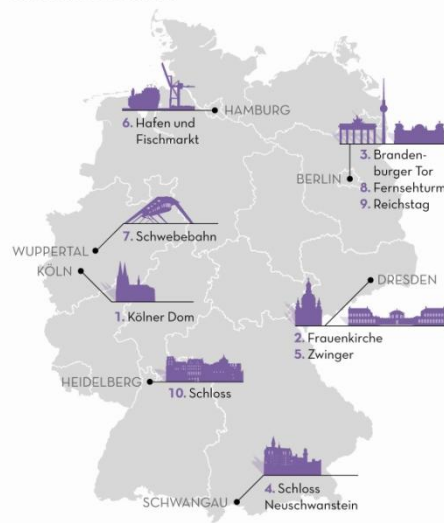 HAMBURG
6. Hafen und
Fischmarkt
3. Branden-
burger Tor
BERLIN
8. Fernsehturm
9. Reichstag
7. Schwebebahn
WUPPERTAL
KÖLN
DRESDEN
1. Kölner Dom
2. Frauenkirche
5. Zwinger
HEIDELBERG
10. Schloss
4. Schloss
Neuschwanstein
SCHWANGAU